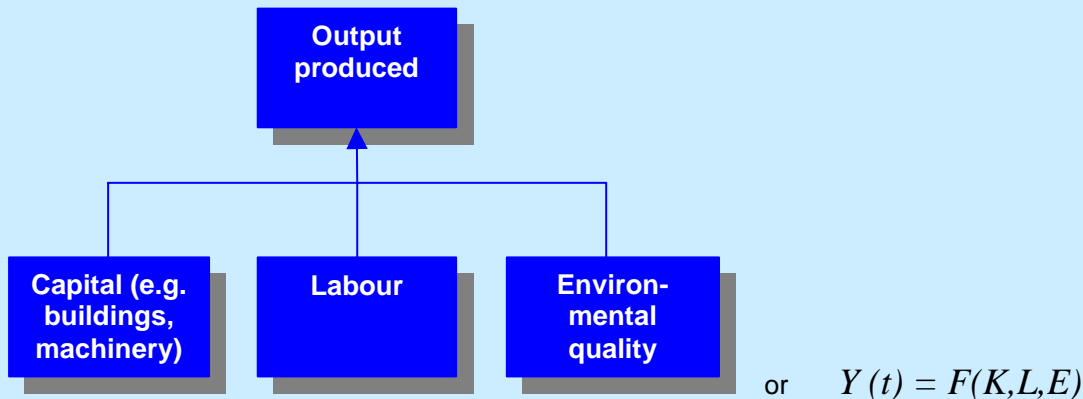 Output
produced
Capital (e.g.
buildings,
machinery)
Labour
Environ-
mental
quality
or Y (t) = F(K,L,E)